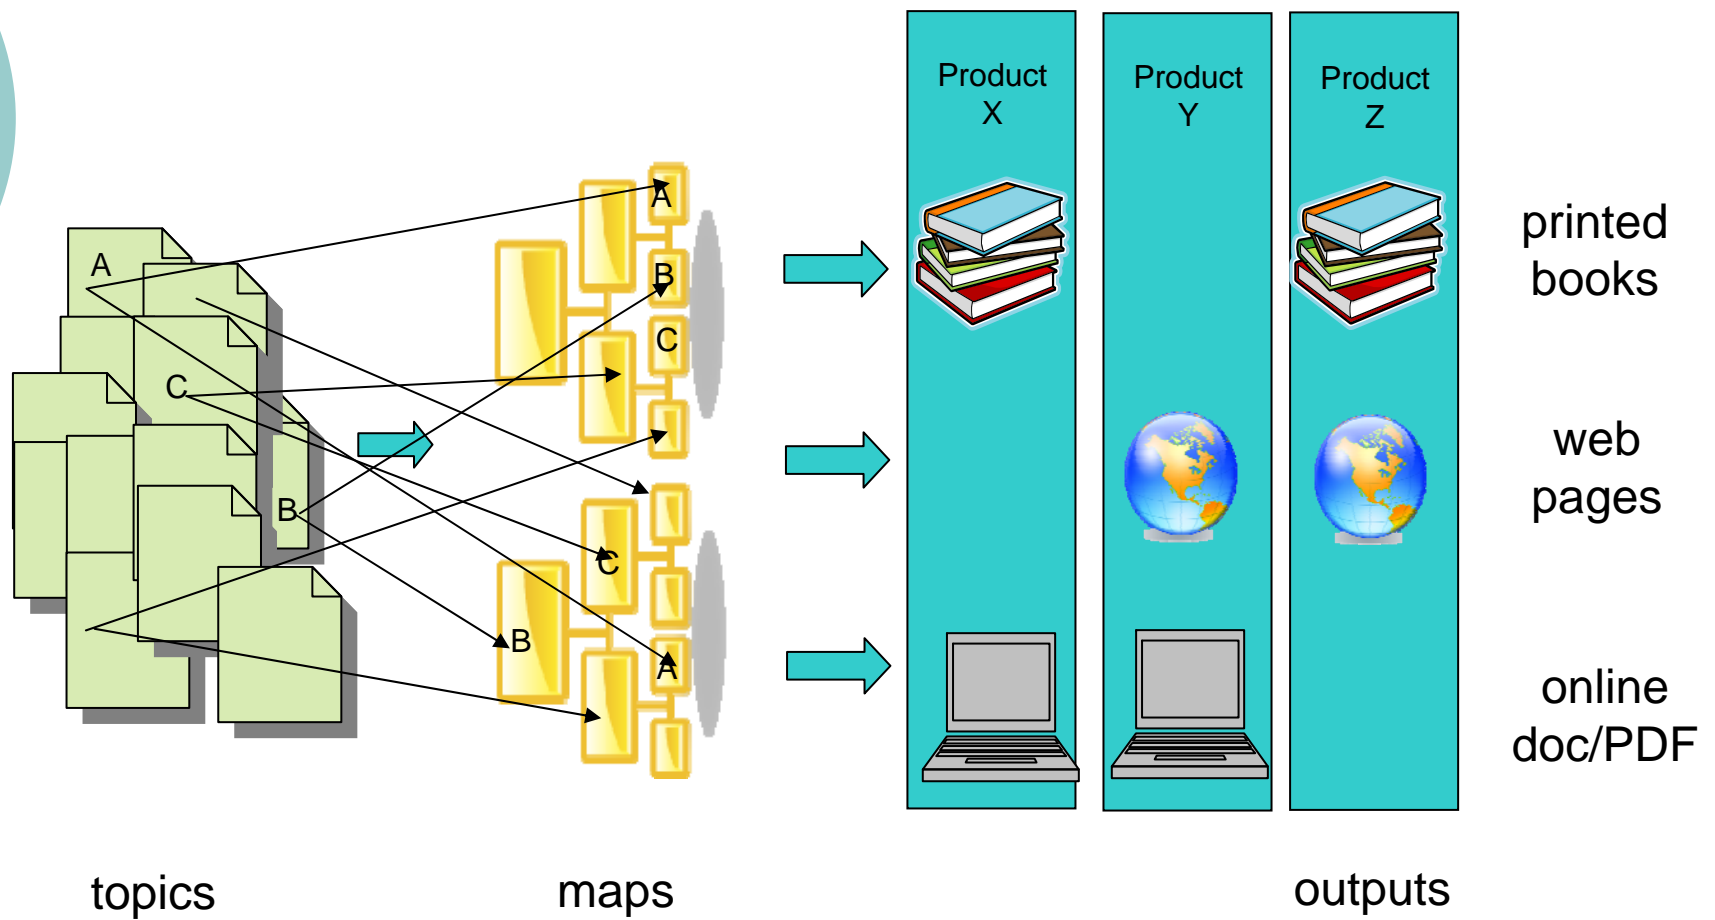 Product
X
Product
Y
Product
Z
A
C
B
A
B
C
C
B
A
printed
books
web
pages
online
doc/PDF
topics
maps
outputs